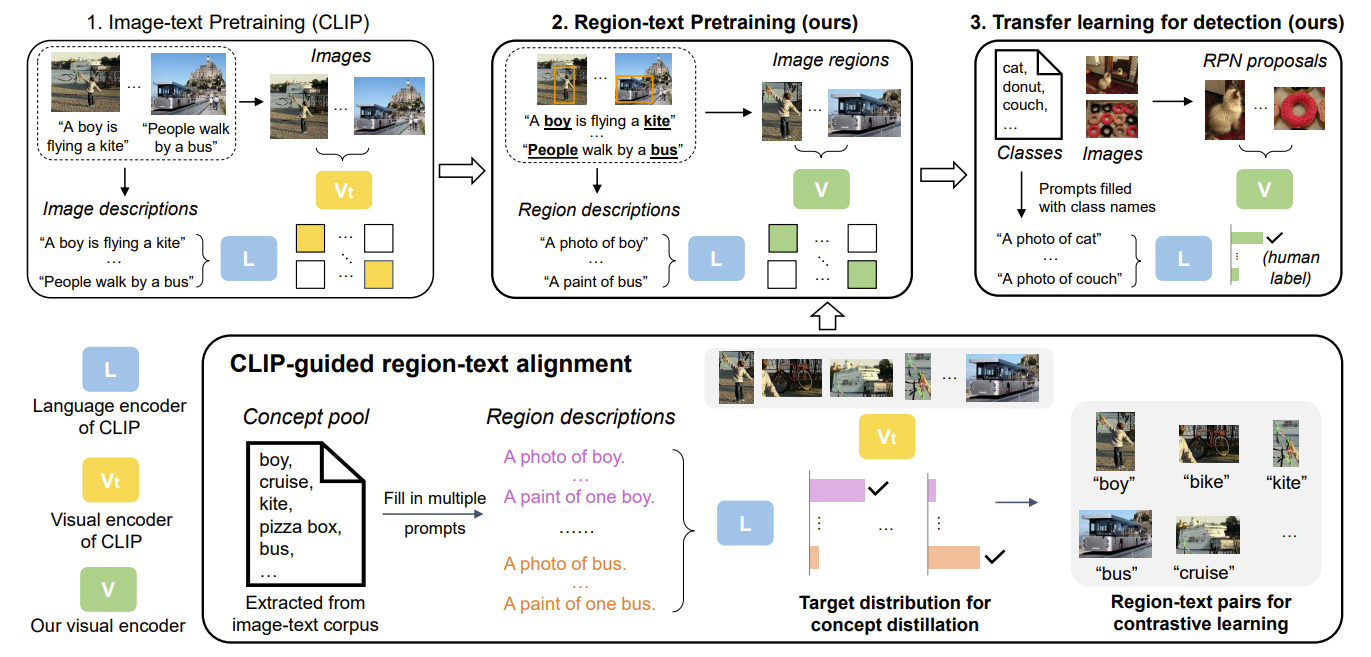 1. Image-text Pretraining (CLIP)
Images
...
"A boy is
flying a kite"
"People walk
by a bus"
...
Vt
Image descriptions
"A boy is flying a kite"
...
"People walk by a bus"
L
...
...
2. Region-text Pretraining (ours)
Image regions
...
"A boy is flying a kite"
...
"People walk by a bus"
...
V
Region descriptions
"A photo of boy"
...
"A paint of bus"
L
...
...
3. Transfer learning for detection (ours)
cat,
donut,
couch,
...
Classes
Images
RPN proposals
...
V
Prompts filled
with class names
"A photo of cat"
...
"A photo of couch"
L
(human
label)
L
Language encoder
of CLIP
Vt
Visual encoder
of CLIP
V
Our visual encoder
CLIP-guided region-text alignment
Concept pool
boy,
cruise,
kite,
pizza box,
bus,
...
Extracted from
image-text corpus
Fill in multiple
prompts
Region descriptions
A photo of boy.
...
A paint of one boy.
......
A photo of bus.
...
A paint of one bus.
L
...
Vt
...
Target distribution for
concept distillation
"boy"
"bike"
"kite"
"bus"
"cruise"
...
Region-text pairs for
contrastive learning